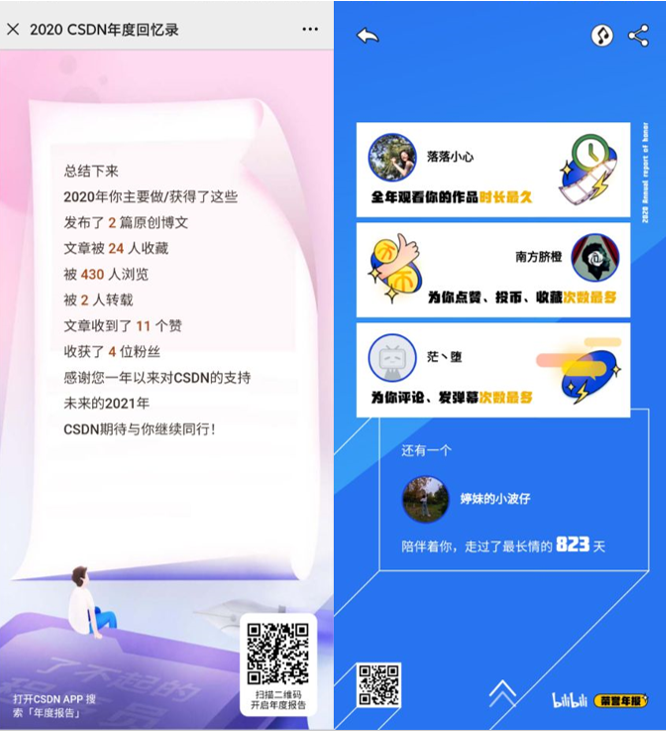 2020 CSDN年度回忆录
总结下来
2020年你主要做/获得了这些
发布了 2 篇原创博文
文章被 24 人收藏
被 430 人浏览
被 2 人转载
文章收到了 11 个赞
收获了 4 位粉丝
感谢您一年以来对CSDN的支持
未来的2021年
CSDN期待与你继续同行！
了不起的
员
打开CSDN APP 搜
索「年度报告」
扫描二维码
开启年度报告
落落小心
全年观看你的作品时长最久
2020 Annual report of honor
南方脐橙
为你点赞、投币、收藏次数最多
茫丶堕
为你评论、发弹幕次数最多
还有一个
婷妹的小波仔
陪伴着你，走过了最长情的 823 天
bilibili 荣誉年报